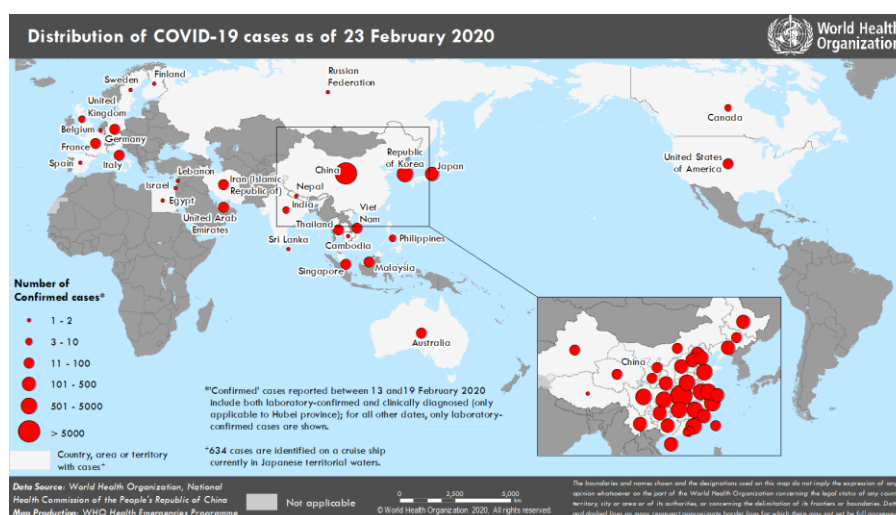 Distribution of COVID-19 cases as of 23 February 2020
World Health
Organization
Sweden
Finland
Russian
Federation
United
Kingdom
Belgium
Germany
France
Spain
Italy
Canada
United States
of America
China
Republic
of Korea
Japan
Lebanon
Israel
Egypt
Iran (Islamic
Republic of)
United Arab
Emirates
Nepal
India
Viet
Nam
Thailand
Sri Lanka
Cambodia
Philippines
Singapore
Malaysia
Australia
China
Number of
Confirmed cases*
1 - 2
3 - 10
11 - 100
101 - 500
501 - 5000
> 5000
Country, area or territory
with cases⁺
*'Confirmed' cases reported between 13 and19 February 2020
include both laboratory-confirmed and clinically diagnosed (only
applicable to Hubei province); for all other dates, only laboratory-
confirmed cases are shown.
⁺634 cases are identified on a cruise ship
currently in Japanese territorial waters.
Data Source: World Health Organization, National
Health Commission of the People's Republic of China
Map Production: WHO Health Emergencies Programme
Not applicable
0 2,500 5,000
km
© World Health Organization 2020, All rights reserved.
The boundaries and names shown and the designations used on this map do not imply the expression of any
opinion whatsoever on the part of the World Health Organization concerning the legal status of any country,
territory, city or area or of its authorities, or concerning the delimitation of its frontiers or boundaries.